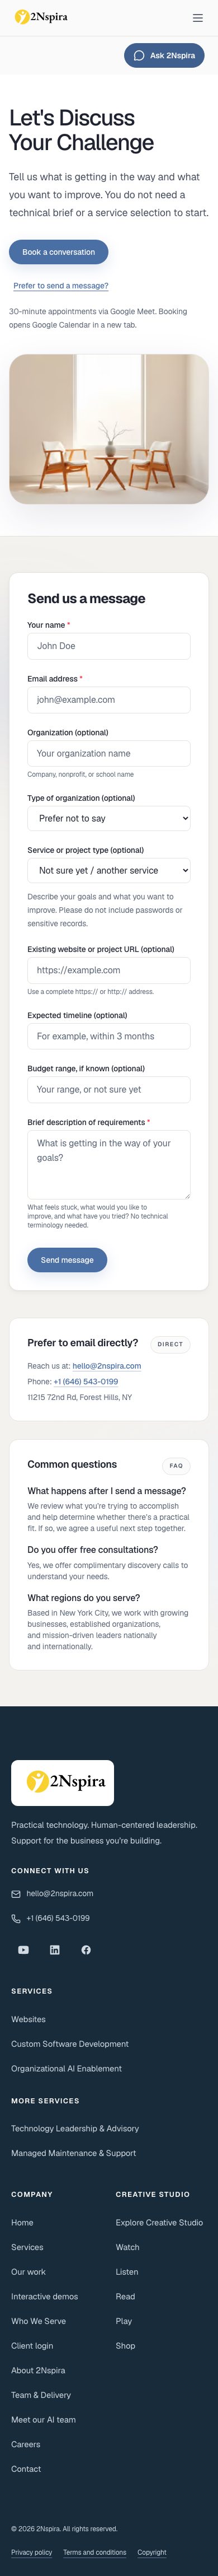 2Nspira
Ask 2Nspira
Let's Discuss
Your Challenge
Tell us what is getting in the way and what
you want to improve. You do not need a
technical brief or a service selection to start.
Book a conversation
Prefer to send a message?
30-minute appointments via Google Meet. Booking
opens Google Calendar in a new tab.
Send us a message
Your name *
John Doe
Email address *
john@example.com
Organization (optional)
Your organization name
Company, nonprofit, or school name
Type of organization (optional)
Prefer not to say
Service or project type (optional)
Not sure yet / another service
Describe your goals and what you want to
improve. Please do not include passwords or
sensitive records.
Existing website or project URL (optional)
https://example.com
Use a complete https:// or http:// address.
Expected timeline (optional)
For example, within 3 months
Budget range, if known (optional)
Your range, or not sure yet
Brief description of requirements *
What is getting in the way of your
goals?
What feels stuck, what would you like to
improve, and what have you tried? No technical
terminology needed.
Send message
Prefer to email directly?
DIRECT
Reach us at: hello@2nspira.com
Phone: +1 (646) 543-0199
11215 72nd Rd, Forest Hills, NY
Common questions
FAQ
What happens after I send a message?
We review what you're trying to accomplish
and help determine whether there's a practical
fit. If so, we agree a useful next step together.
Do you offer free consultations?
Yes, we offer complimentary discovery calls to
understand your needs.
What regions do you serve?
Based in New York City, we work with growing
businesses, established organizations,
and mission-driven leaders nationally
and internationally.
2Nspira
Practical technology. Human-centered leadership.
Support for the business you're building.
CONNECT WITH US
hello@2nspira.com
+1 (646) 543-0199
SERVICES
Websites
Custom Software Development
Organizational AI Enablement
MORE SERVICES
Technology Leadership & Advisory
Managed Maintenance & Support
COMPANY
Home
Services
Our work
Interactive demos
Who We Serve
Client login
About 2Nspira
Team & Delivery
Meet our AI team
Careers
Contact
CREATIVE STUDIO
Explore Creative Studio
Watch
Listen
Read
Play
Shop
© 2026 2Nspira. All rights reserved.
Privacy policy
Terms and conditions
Copyright